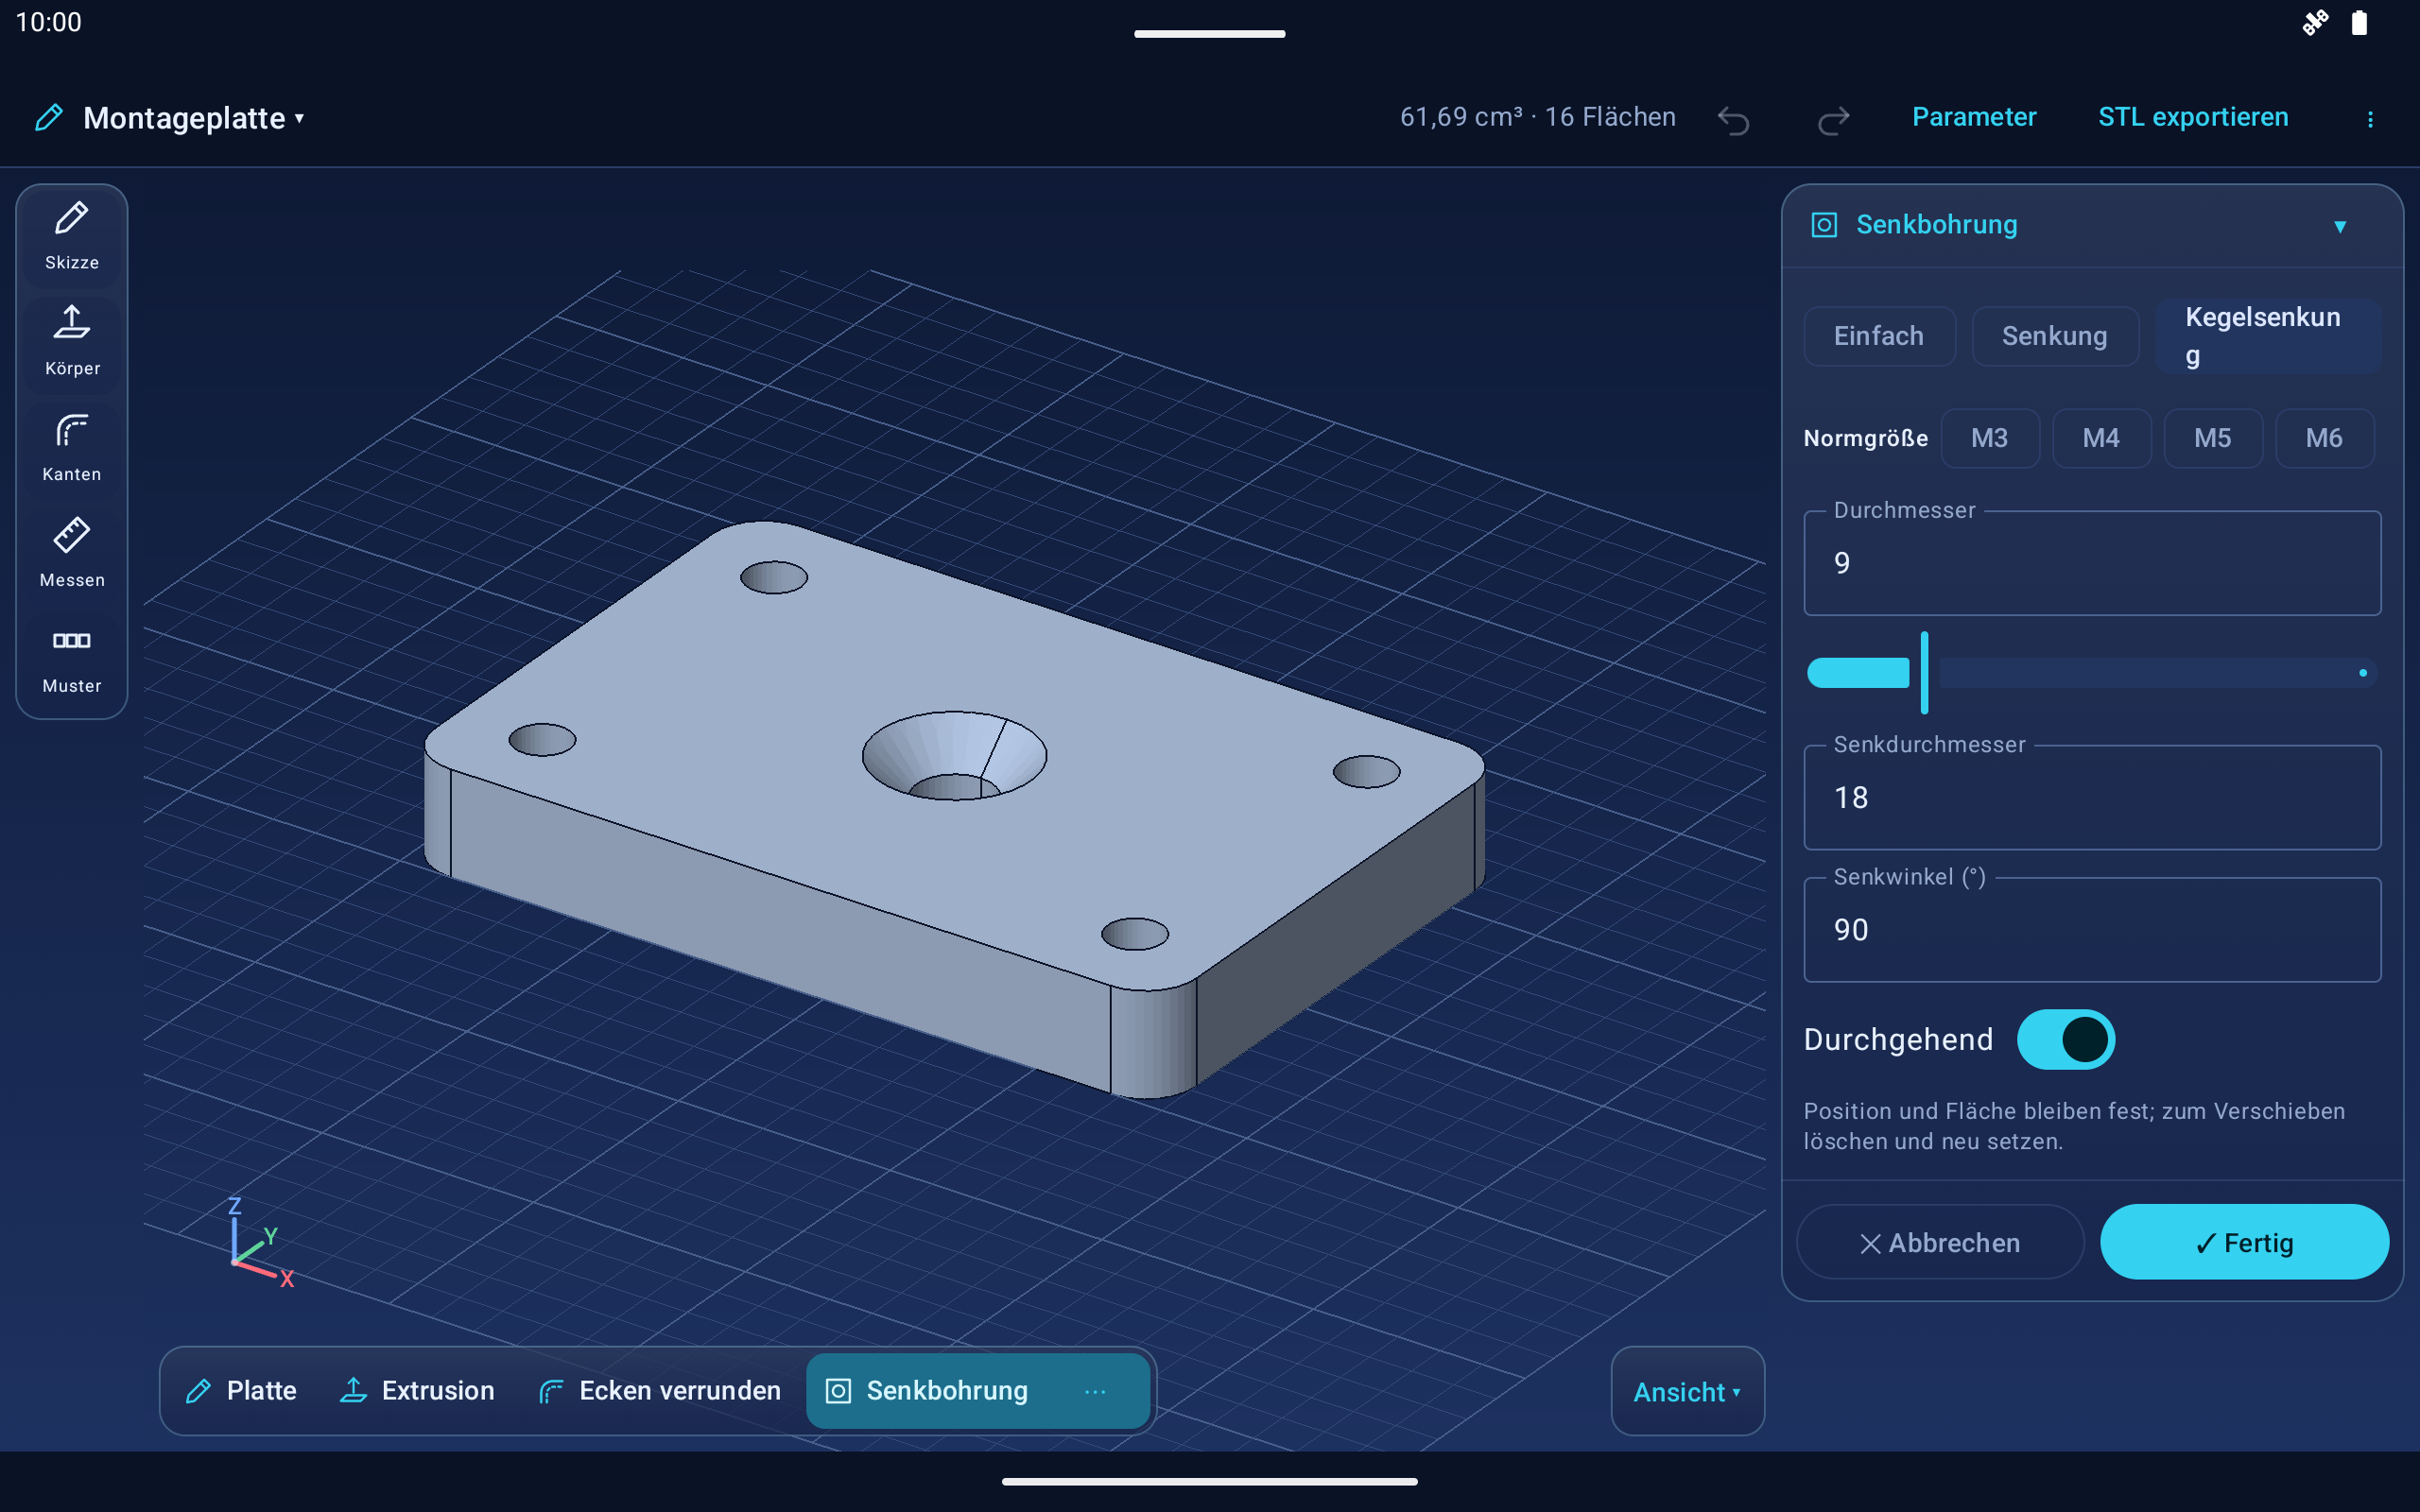 10:00
Montageplatte ▾
61,69 cm³ · 16 Flächen
Parameter
STL exportieren
Skizze
Körper
Kanten
Messen
Muster
Senkbohrung ▼
Einfach
Senkung
Kegelsenkun
g
Normgröße
M3
M4
M5
M6
Durchmesser
9
Senkdurchmesser
18
Senkwinkel (°)
90
Durchgehend
Position und Fläche bleiben fest; zum Verschieben
löschen und neu setzen.
✕ Abbrechen
✓ Fertig
Z
Y
X
Platte
Extrusion
Ecken verrunden
Senkbohrung
···
Ansicht ▾